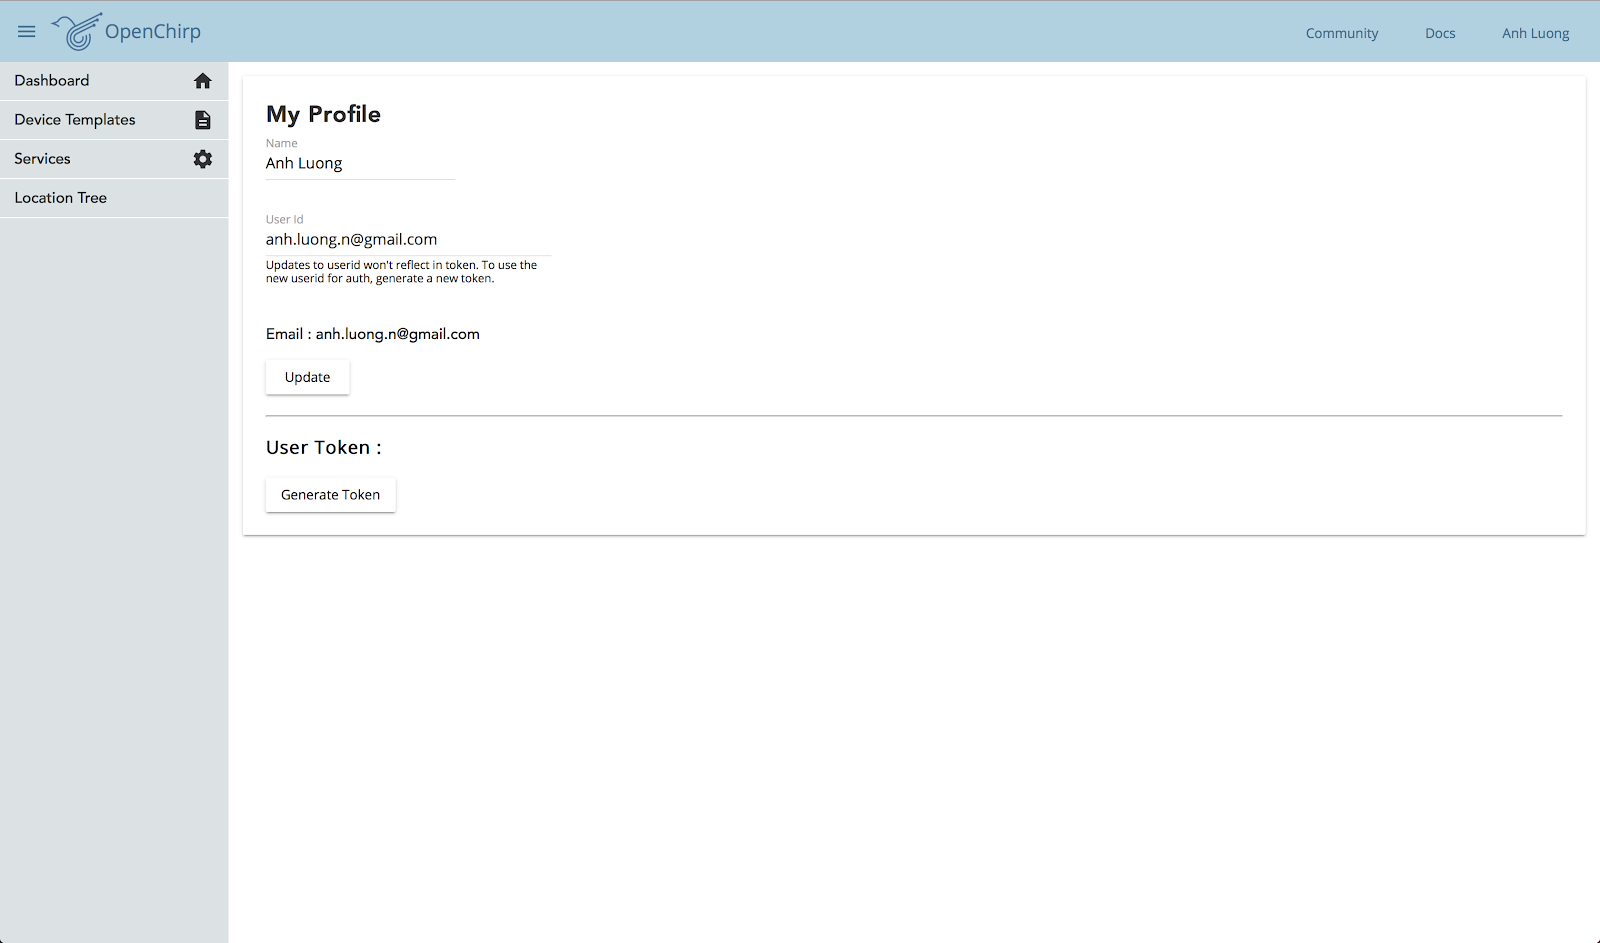 OpenChirp
Community
Docs
Anh Luong
Dashboard
Device Templates
Services
Location Tree
My Profile
Name
Anh Luong
User Id
anh.luong.n@gmail.com
Updates to userid won't reflect in token. To use the
new userid for auth, generate a new token.
Email : anh.luong.n@gmail.com
Update
User Token :
Generate Token